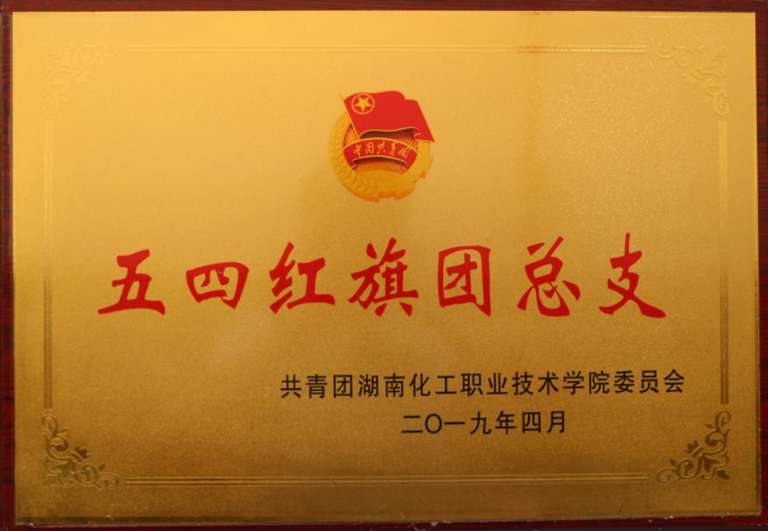 中国共青团
五四红旗团总支
共青团湖南化工职业技术学院委员会
二〇一九年四月